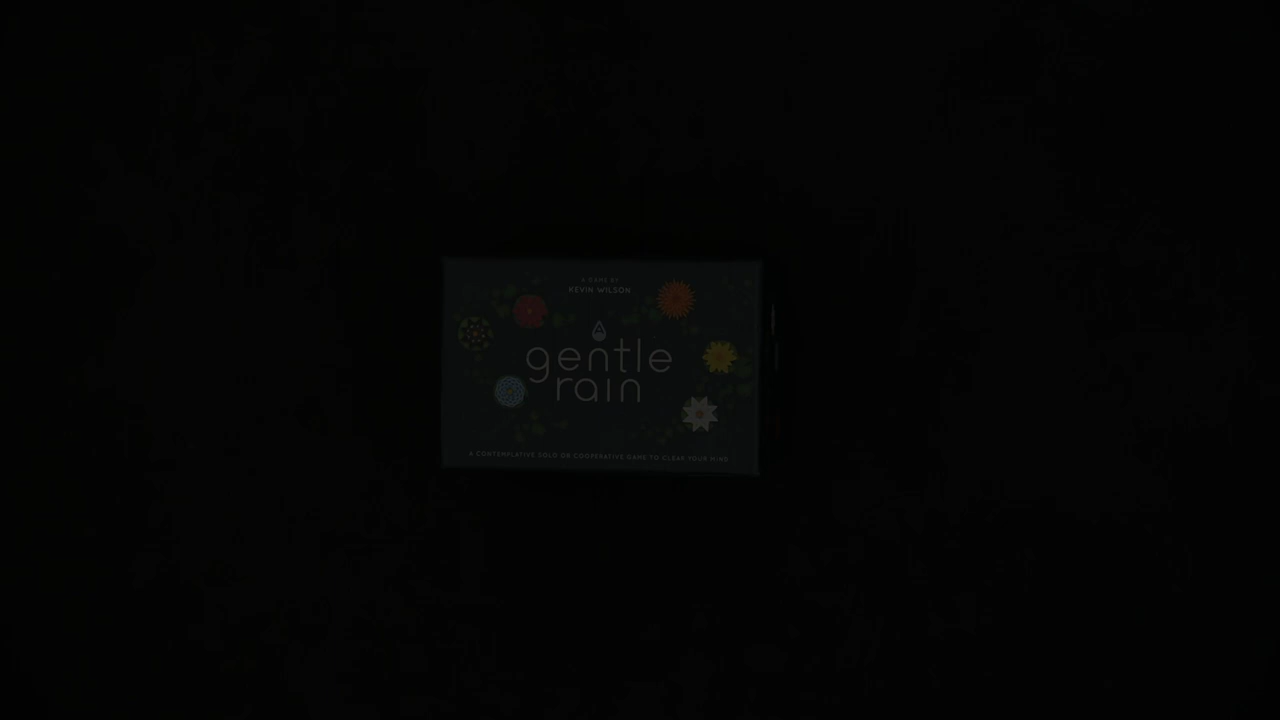 A GAME BY
KEVIN WILSON
gentle
rain
A CONTEMPLATIVE SOLO OR COOPERATIVE GAME TO CLEAR YOUR MIND